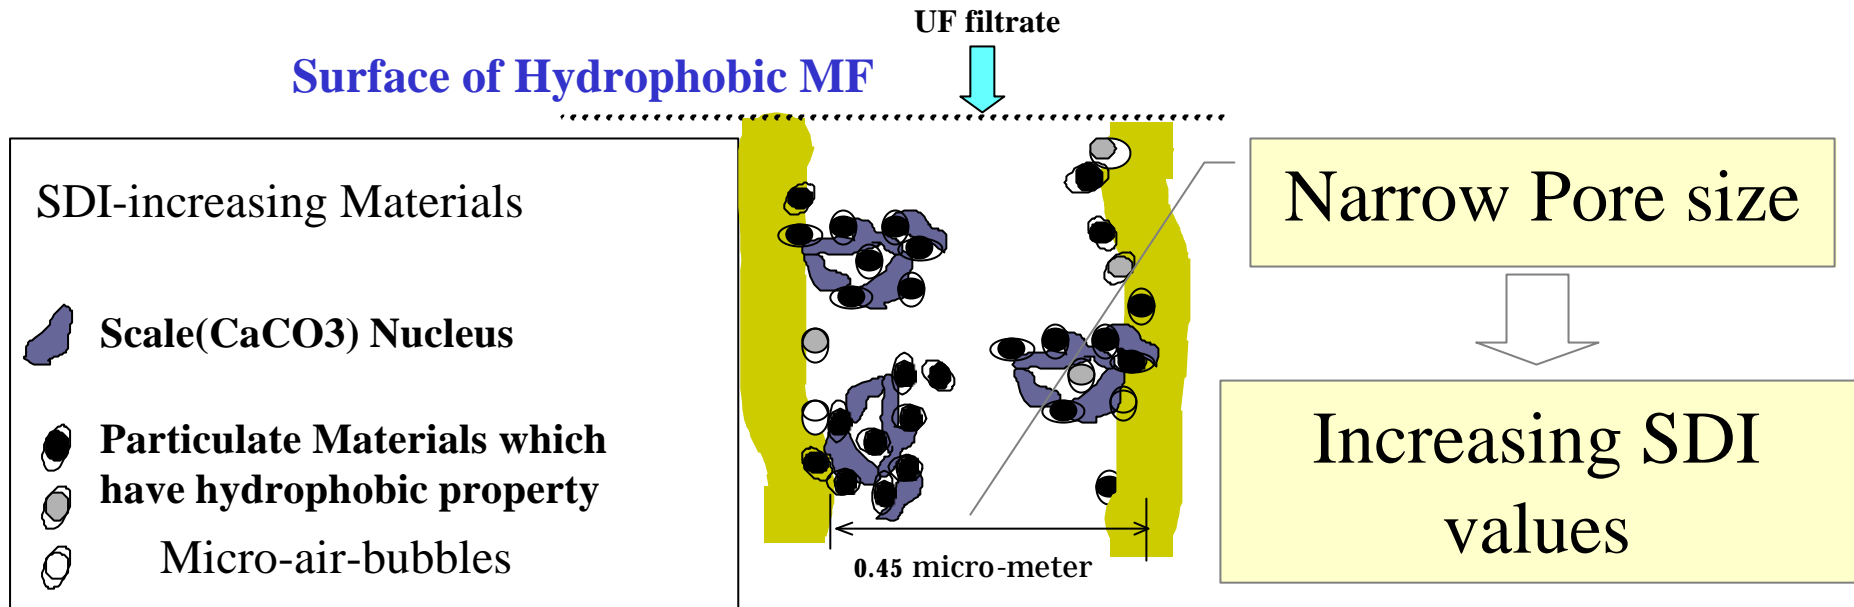 UF filtrate
Surface of Hydrophobic MF
SDI-increasing Materials
Scale(CaCO3) Nucleus
Particulate Materials which
have hydrophobic property
Micro-air-bubbles
0.45 micro-meter
Narrow Pore size
Increasing SDI
values